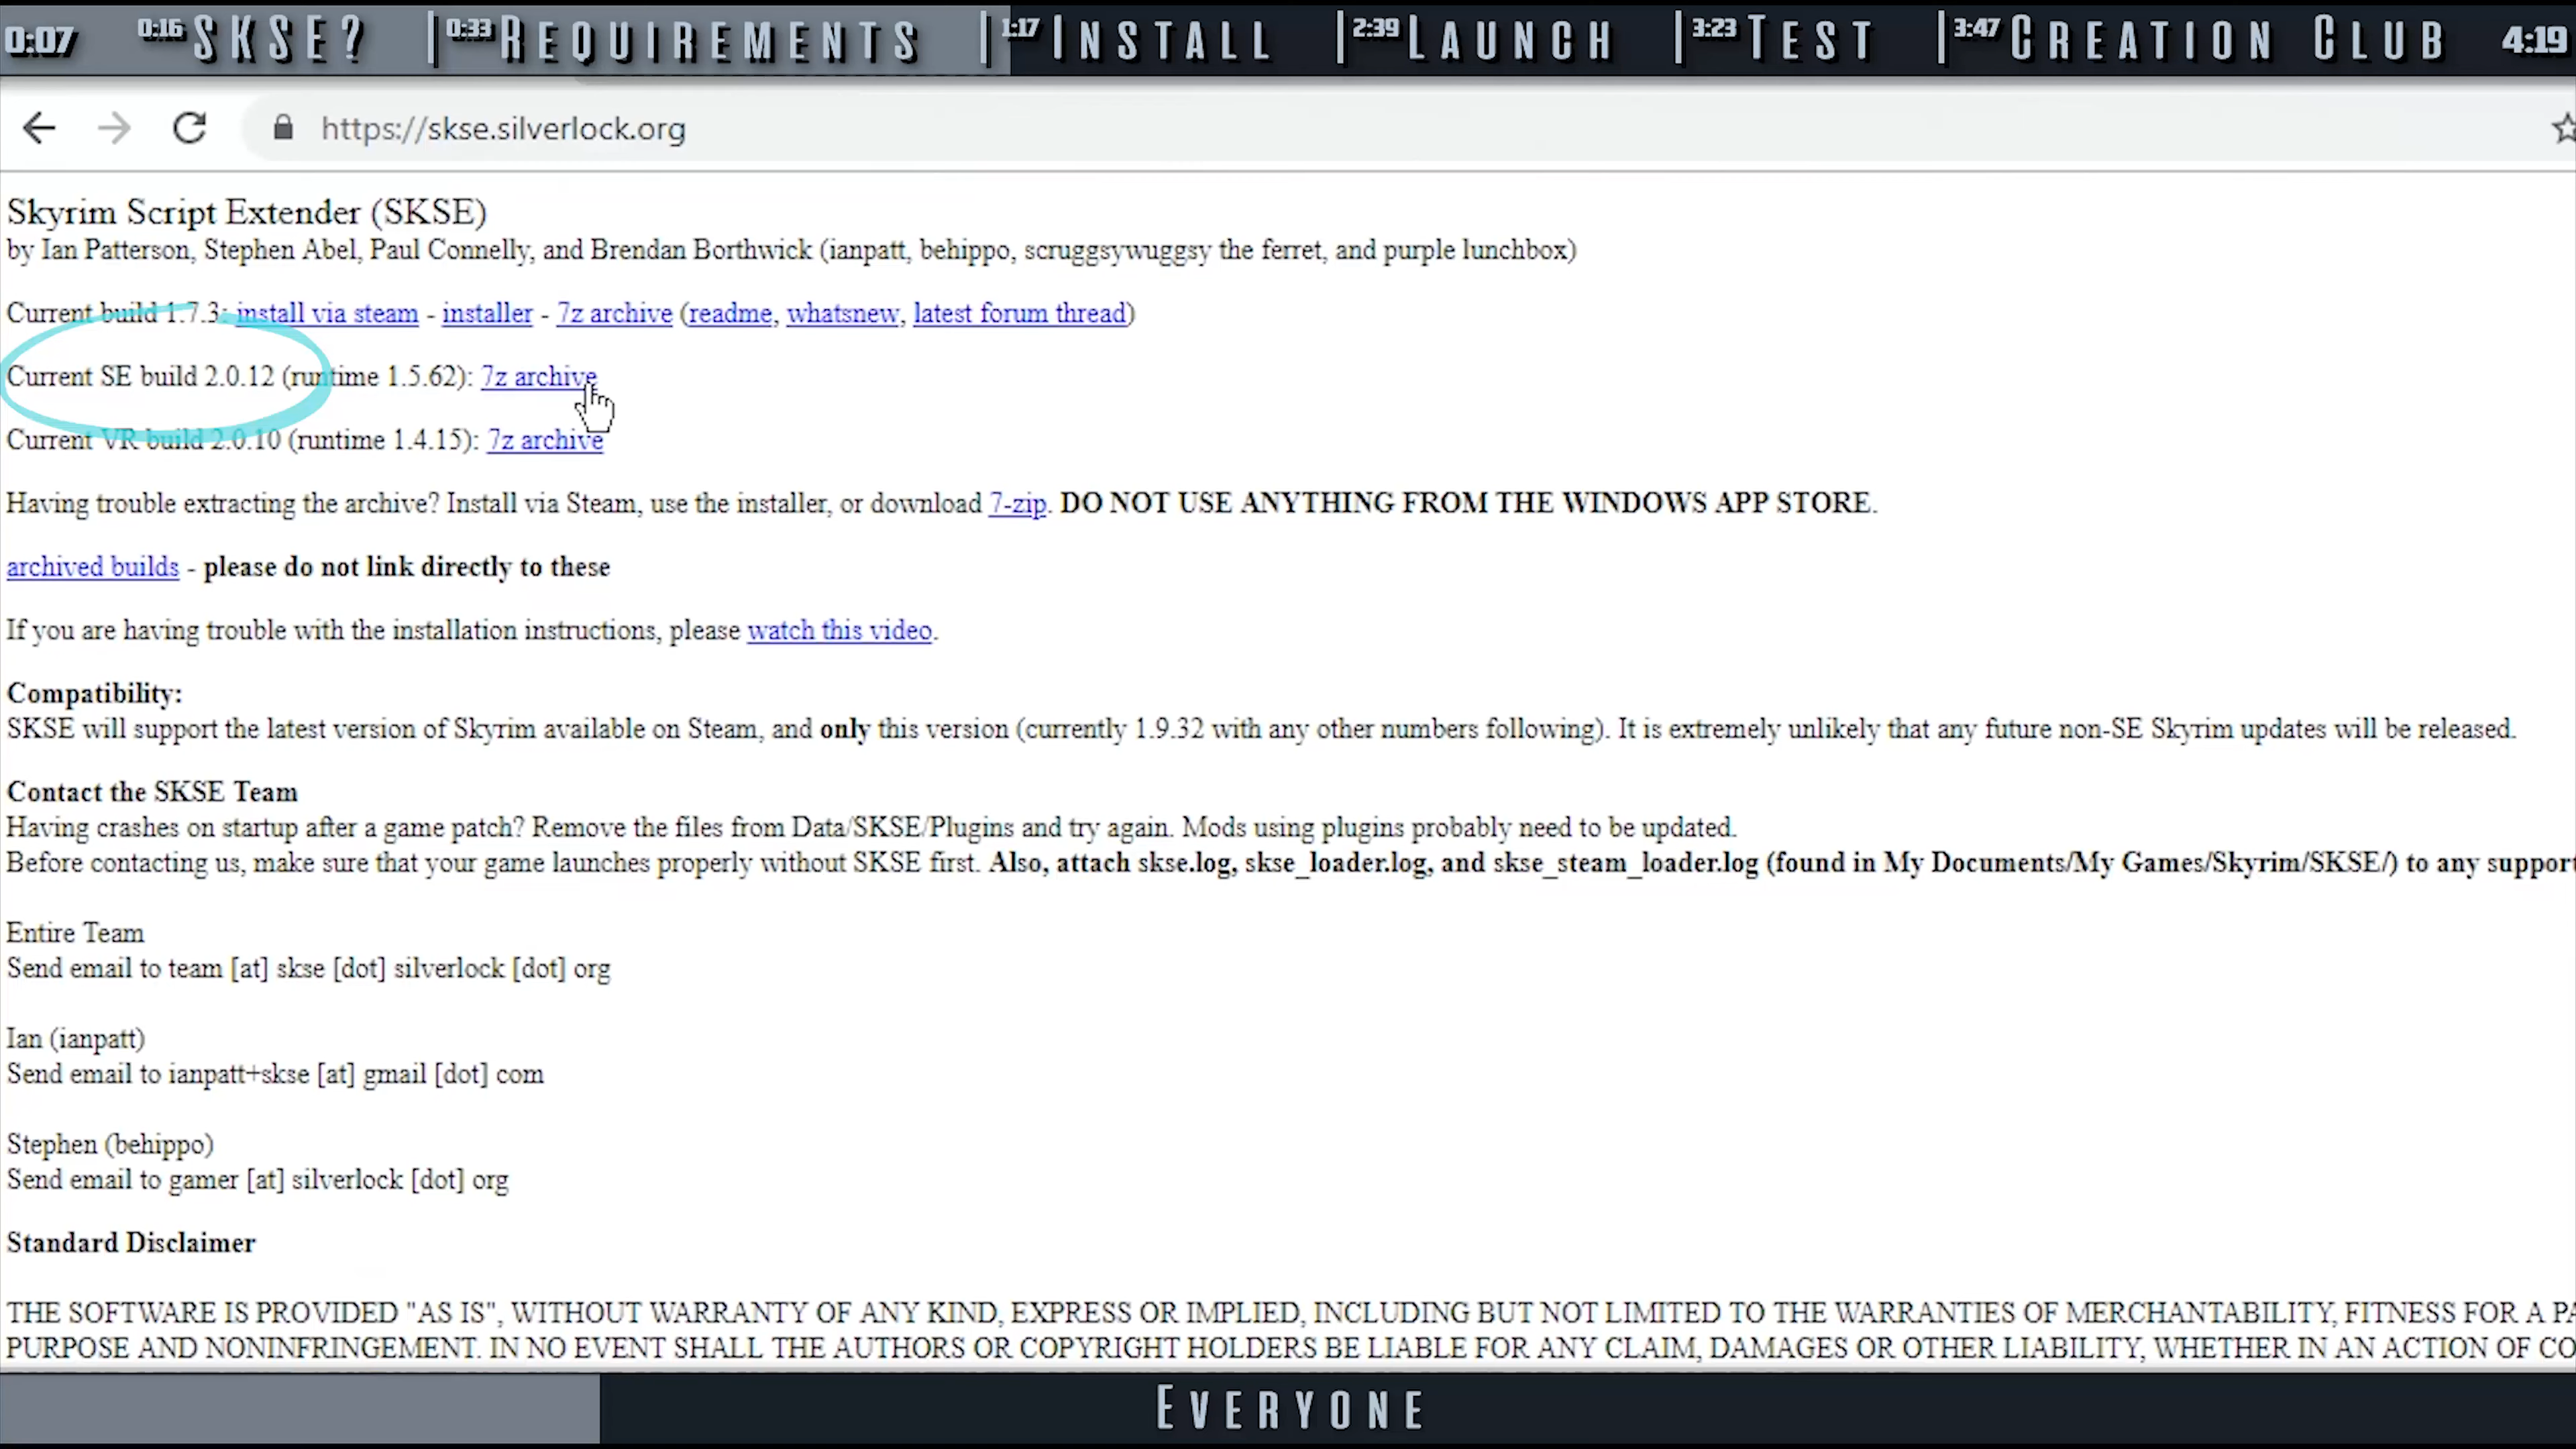 0:07 0:16 SKSE? 0:33 REQUIREMENTS 1:17 INSTALL 2:39 LAUNCH 3:23 TEST 3:47 CREATION CLUB 4:19
https://skse.silverlock.org
Skyrim Script Extender (SKSE)
by Ian Patterson, Stephen Abel, Paul Connelly, and Brendan Borthwick (ianpatt, behippo, scruggsywuggsy the ferret, and purple lunchbox)
Current build 1.7.3: install via steam - installer - 7z archive (readme, whatsnew, latest forum thread)
Current SE build 2.0.12 (runtime 1.5.62): 7z archive
Current VR build 2.0.10 (runtime 1.4.15): 7z archive
Having trouble extracting the archive? Install via Steam, use the installer, or download 7-zip. DO NOT USE ANYTHING FROM THE WINDOWS APP STORE.
archived builds - please do not link directly to these
If you are having trouble with the installation instructions, please watch this video.
Compatibility:
SKSE will support the latest version of Skyrim available on Steam, and only this version (currently 1.9.32 with any other numbers following). It is extremely unlikely that any future non-SE Skyrim updates will be released.
Contact the SKSE Team
Having crashes on startup after a game patch? Remove the files from Data/SKSE/Plugins and try again. Mods using plugins probably need to be updated.
Before contacting us, make sure that your game launches properly without SKSE first. Also, attach skse.log, skse_loader.log, and skse_steam_loader.log (found in My Documents/My Games/Skyrim/SKSE/) to any support
Entire Team
Send email to team [at] skse [dot] silverlock [dot] org
Ian (ianpatt)
Send email to ianpatt+skse [at] gmail [dot] com
Stephen (behippo)
Send email to gamer [at] silverlock [dot] org
Standard Disclaimer
THE SOFTWARE IS PROVIDED "AS IS", WITHOUT WARRANTY OF ANY KIND, EXPRESS OR IMPLIED, INCLUDING BUT NOT LIMITED TO THE WARRANTIES OF MERCHANTABILITY, FITNESS FOR A PA
PURPOSE AND NONINFRINGEMENT. IN NO EVENT SHALL THE AUTHORS OR COPYRIGHT HOLDERS BE LIABLE FOR ANY CLAIM, DAMAGES OR OTHER LIABILITY, WHETHER IN AN ACTION OF CO
EVERYONE